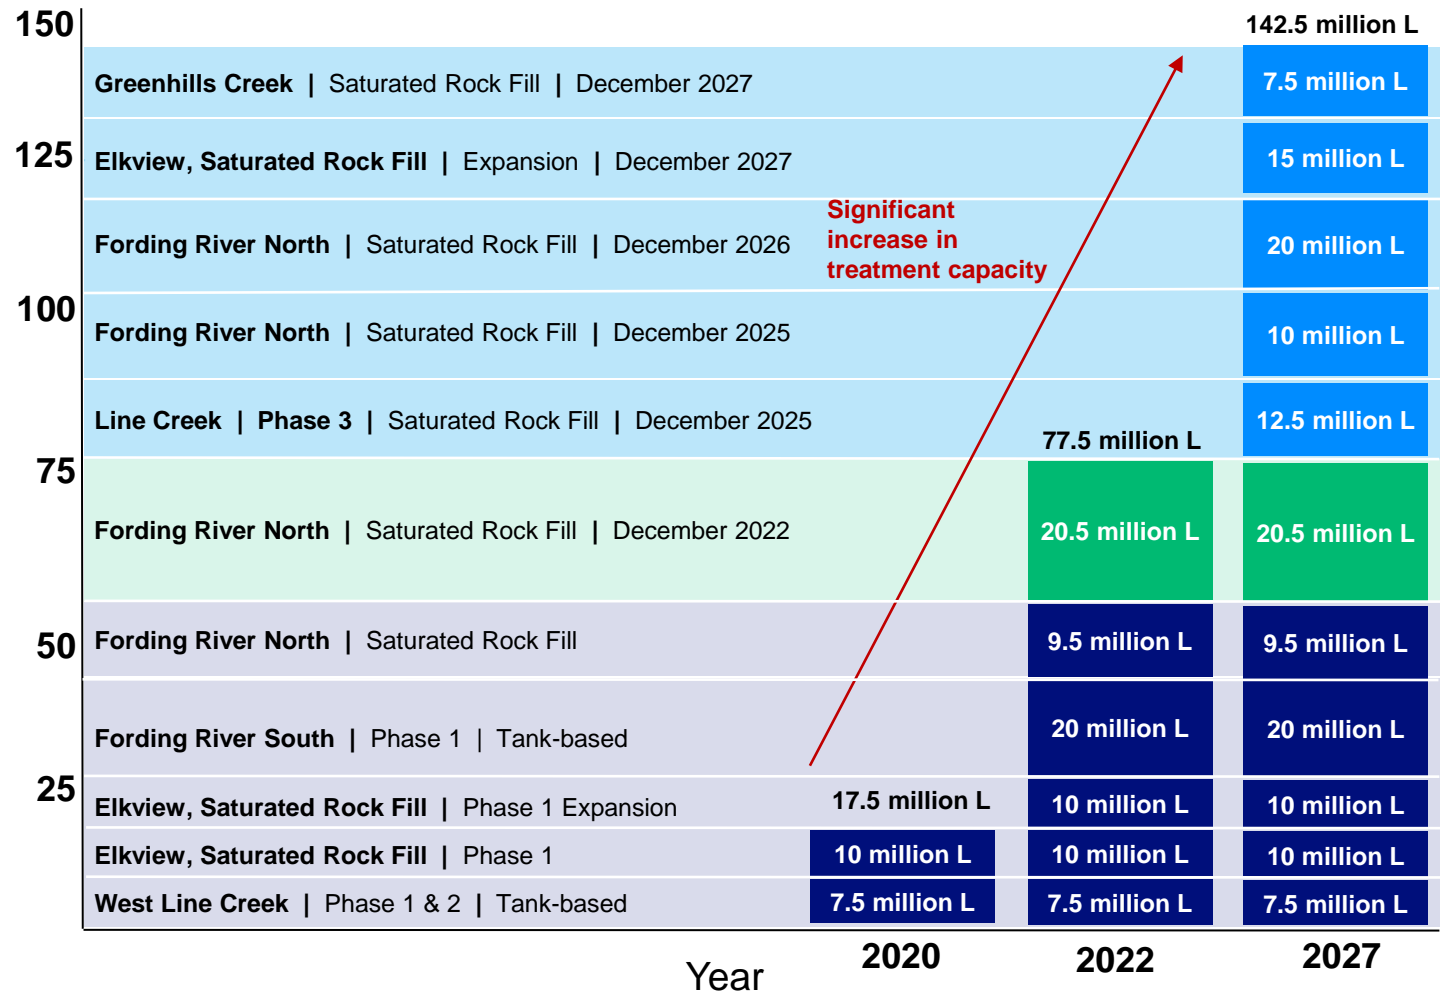 150
142.5 million L
Greenhills Creek | Saturated Rock Fill | December 2027
7.5 million L
125
Elkview, Saturated Rock Fill | Expansion | December 2027
15 million L
Significant
increase in
treatment capacity
Fording River North | Saturated Rock Fill | December 2026
20 million L
100
Fording River North | Saturated Rock Fill | December 2025
10 million L
Line Creek | Phase 3 | Saturated Rock Fill | December 2025
12.5 million L
77.5 million L
75
Fording River North | Saturated Rock Fill | December 2022
20.5 million L
20.5 million L
50
Fording River North | Saturated Rock Fill
9.5 million L
9.5 million L
Fording River South | Phase 1 | Tank-based
20 million L
20 million L
25
Elkview, Saturated Rock Fill | Phase 1 Expansion
17.5 million L
10 million L
10 million L
Elkview, Saturated Rock Fill | Phase 1
10 million L
10 million L
10 million L
West Line Creek | Phase 1 & 2 | Tank-based
7.5 million L
7.5 million L
7.5 million L
2020
2022
2027
Year